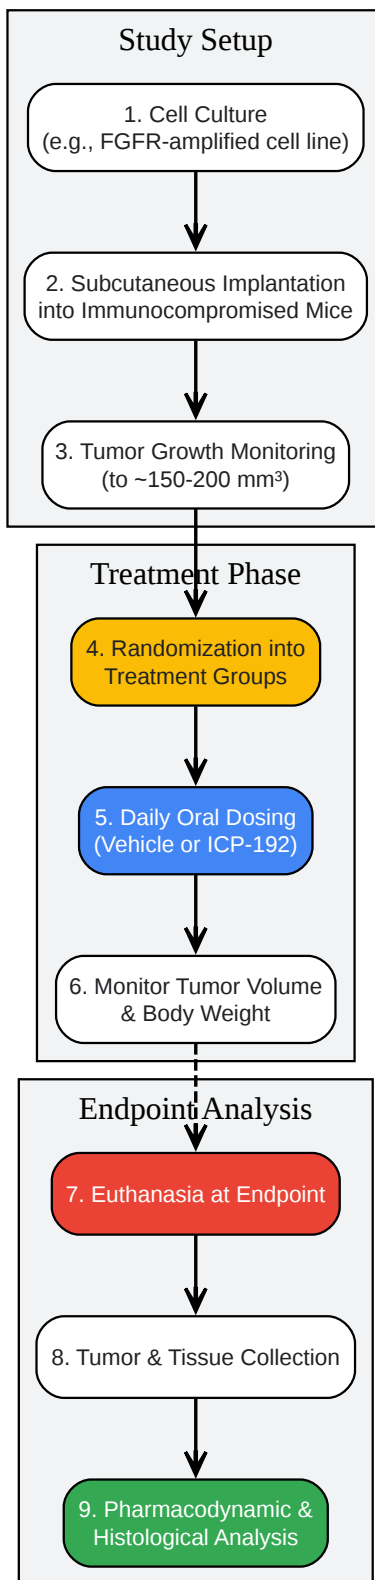 Study Setup
1. Cell Culture
(e.g., FGFR-amplified cell line)
2. Subcutaneous Implantation
into Immunocompromised Mice
3. Tumor Growth Monitoring
(to ~150-200 mm³)
Treatment Phase
4. Randomization into
Treatment Groups
5. Daily Oral Dosing
(Vehicle or ICP-192)
6. Monitor Tumor Volume
& Body Weight
Endpoint Analysis
7. Euthanasia at Endpoint
8. Tumor & Tissue Collection
9. Pharmacodynamic &
Histological Analysis